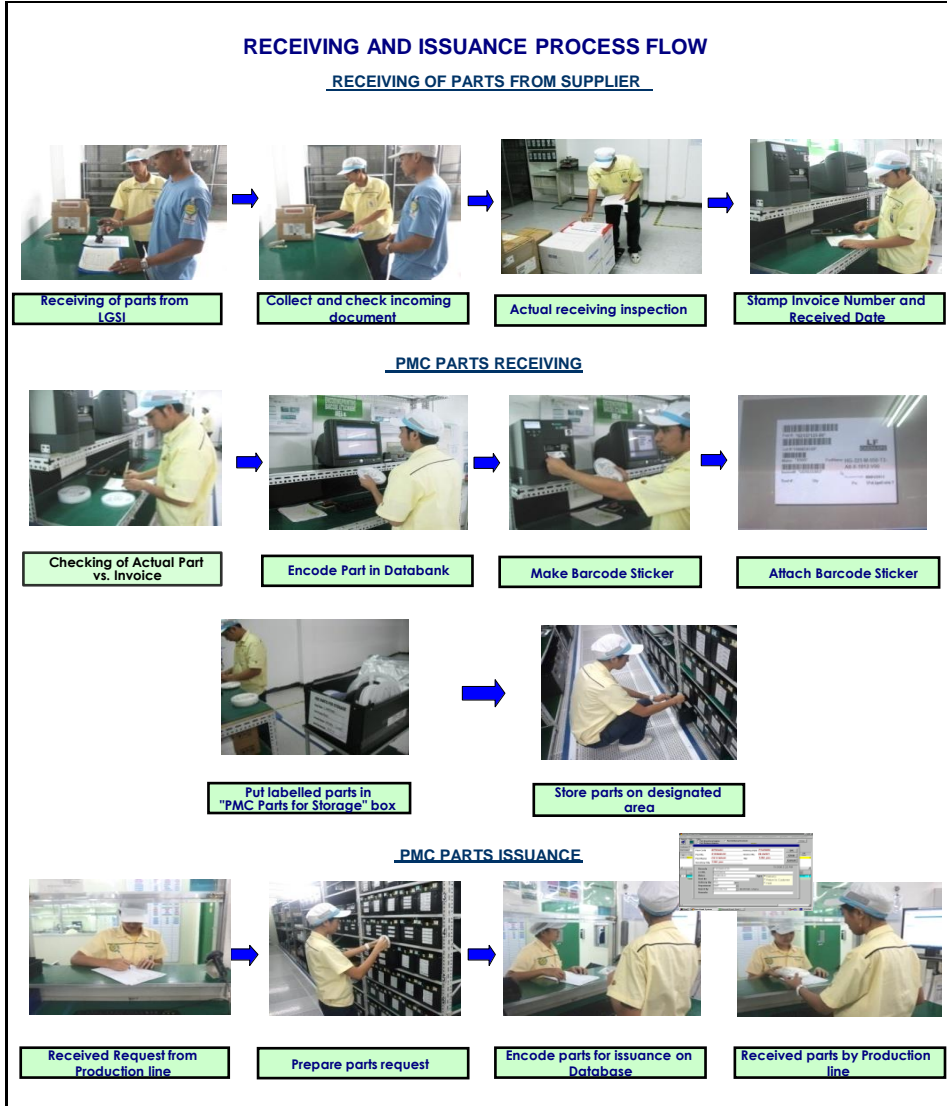 RECEIVING AND ISSUANCE PROCESS FLOW
RECEIVING OF PARTS FROM SUPPLIER
Receiving of parts from
LGSI
Collect and check incoming
document
Actual receiving inspection
Stamp Invoice Number and
Received Date
PMC PARTS RECEIVING
Checking of Actual Part
vs. Invoice
Encode Part in Databank
Make Barcode Sticker
Attach Barcode Sticker
Put labelled parts in
"PMC Parts for Storage" box
Store parts on designated
area
PMC PARTS ISSUANCE
Received Request from
Production line
Prepare parts request
Encode parts for issuance on
Database
Received parts by Production
line